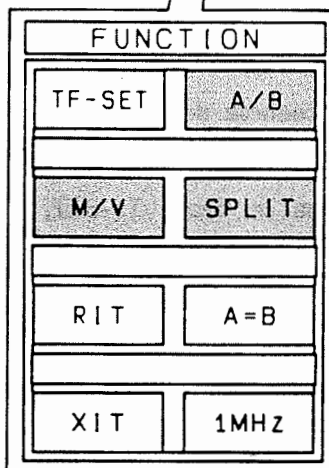 FUNCTION
TF-SET A/B
M/V SPLIT
RIT A=B
XIT 1MHz